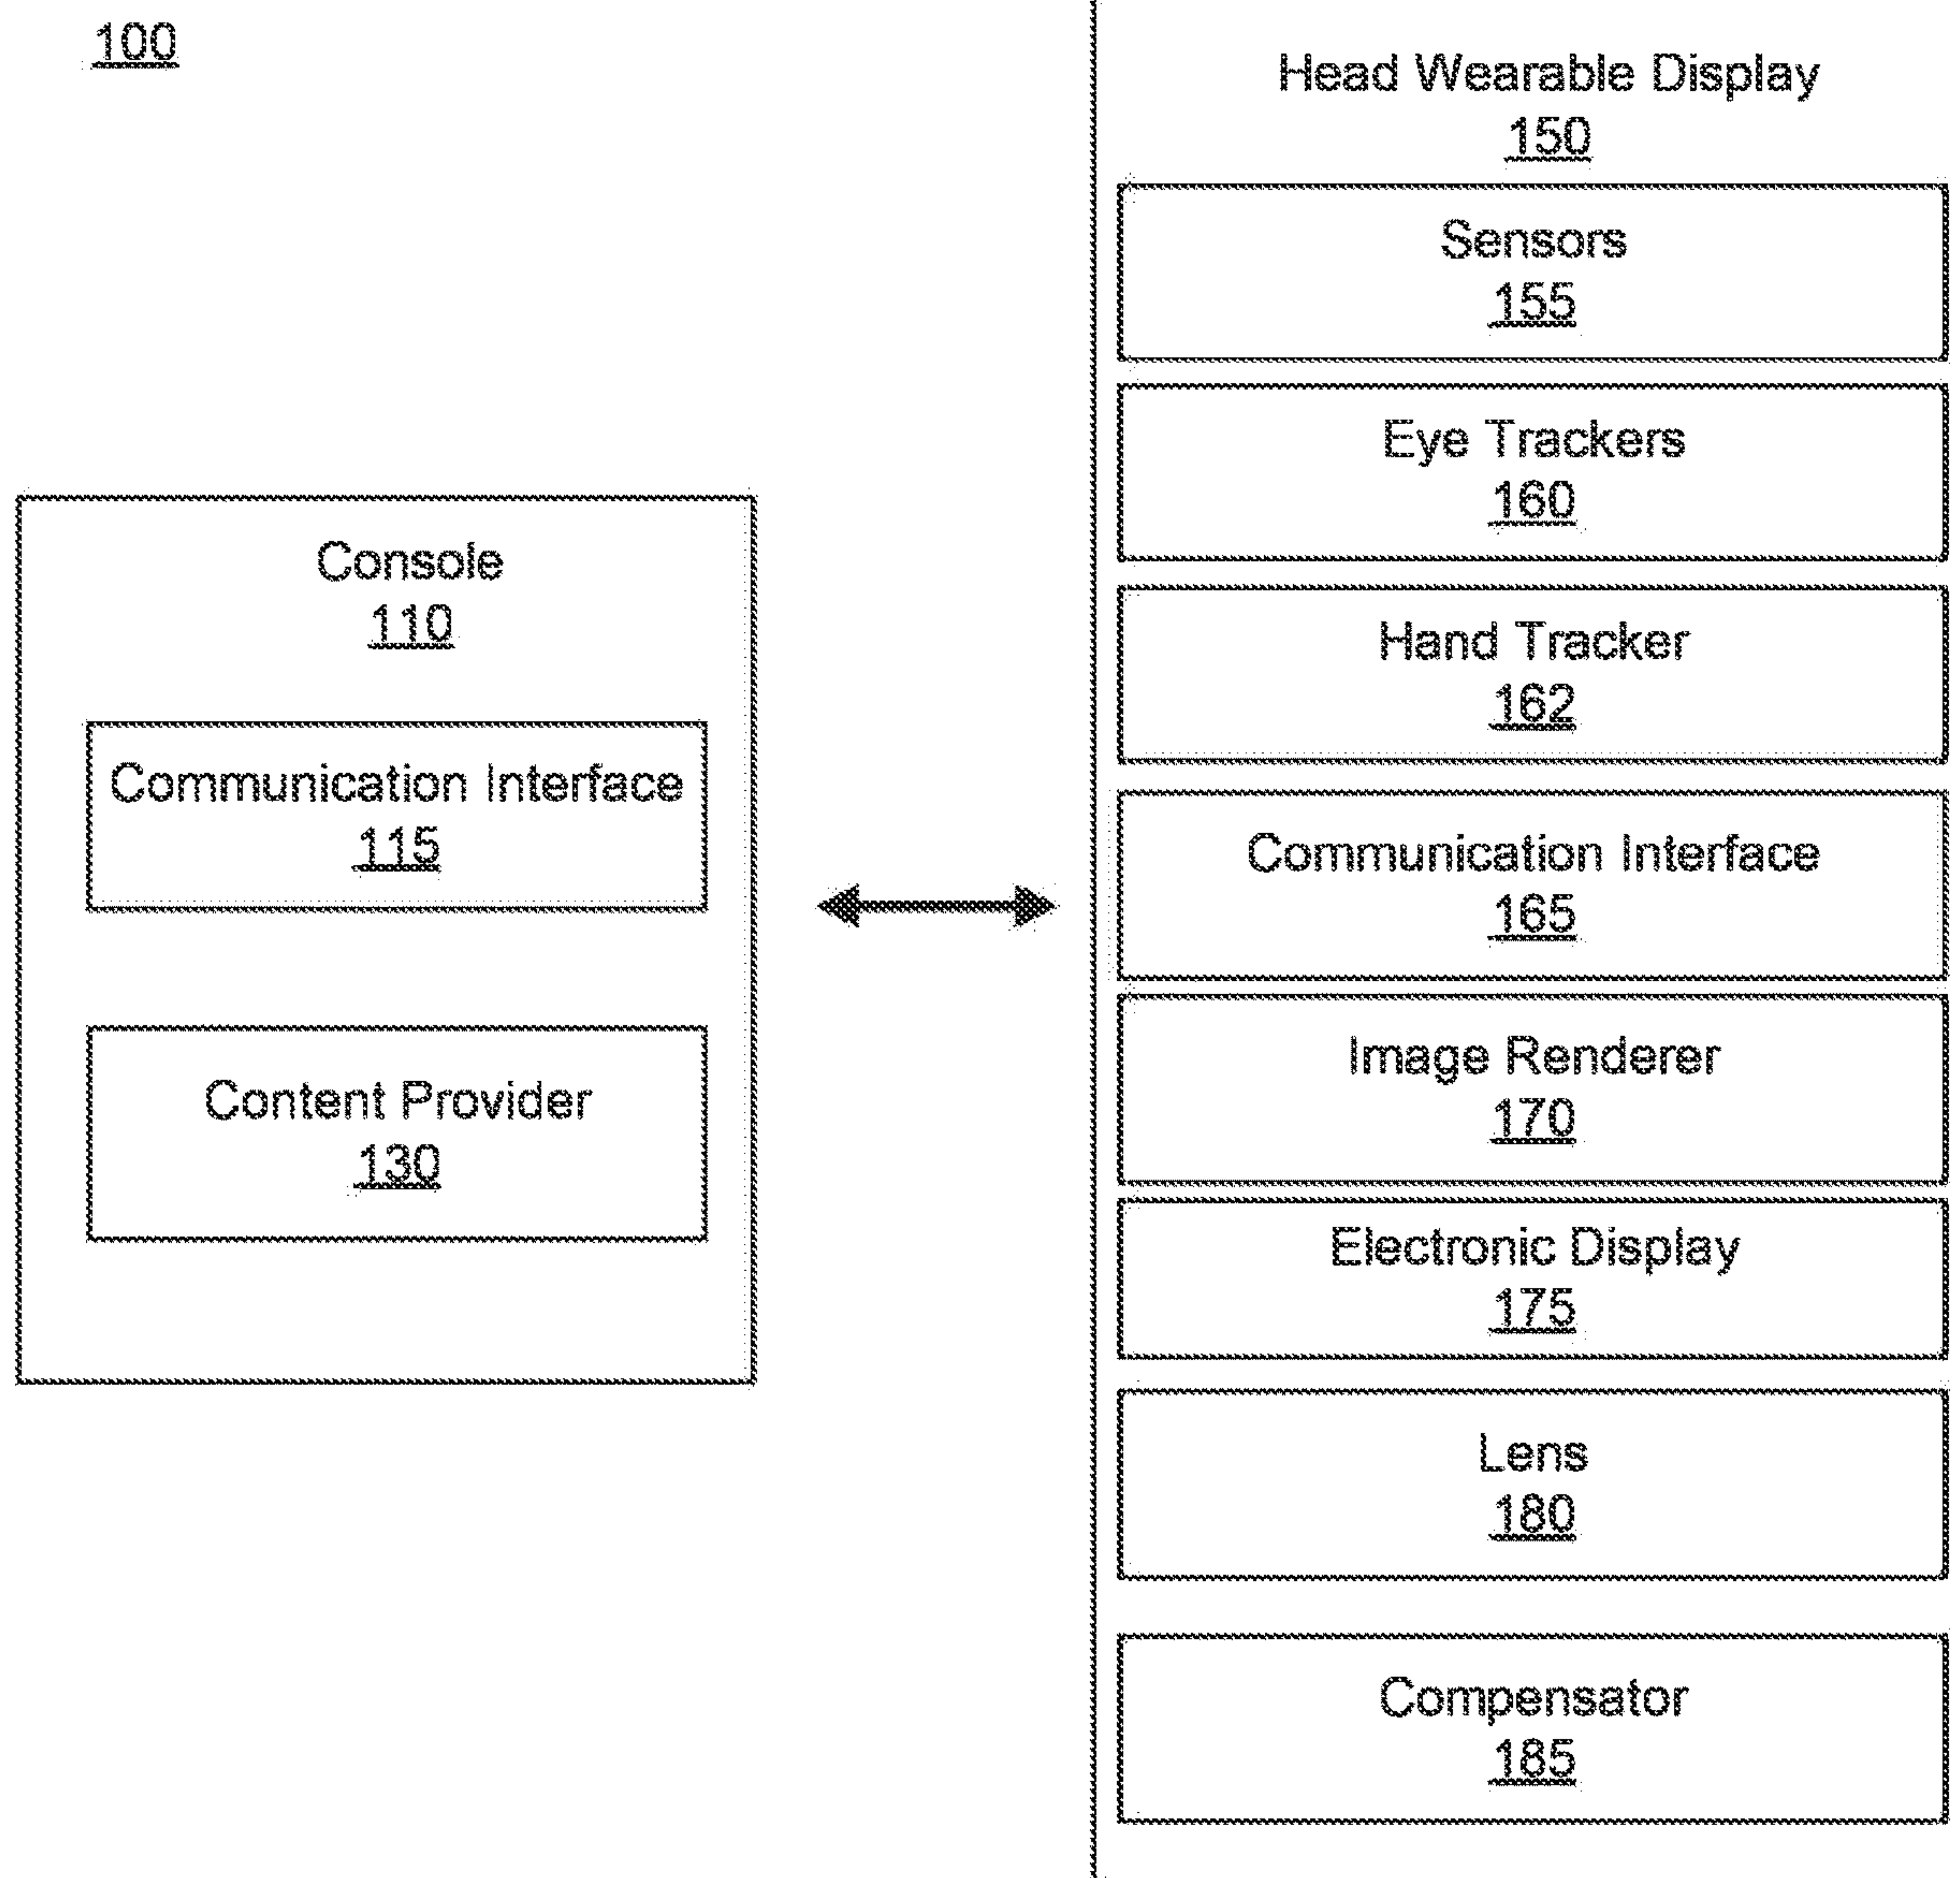 100
Console
110
Communication Interface
115
Content Provider
130
Head Wearable Display
150
Sensors
155
Eye Trackers
160
Hand Tracker
162
Communication Interface
165
Image Renderer
170
Electronic Display
175
Lens
180
Compensator
185